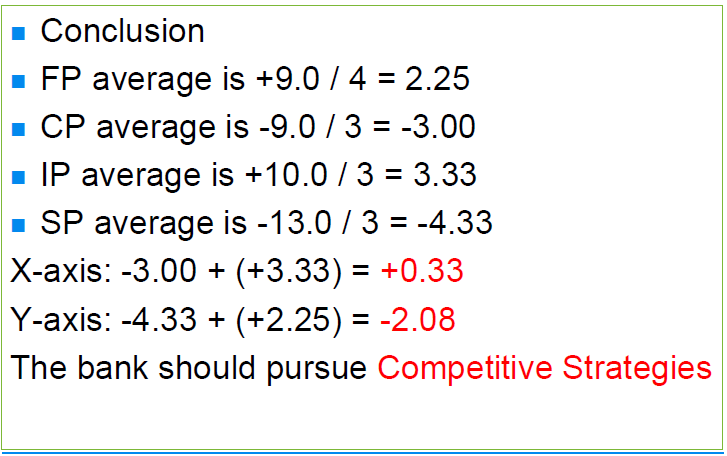 ■ Conclusion
■ FP average is +9.0 / 4 = 2.25
■ CP average is -9.0 / 3 = -3.00
■ IP average is +10.0 / 3 = 3.33
■ SP average is -13.0 / 3 = -4.33
X-axis: -3.00 + (+3.33) = +0.33
Y-axis: -4.33 + (+2.25) = -2.08
The bank should pursue Competitive Strategies